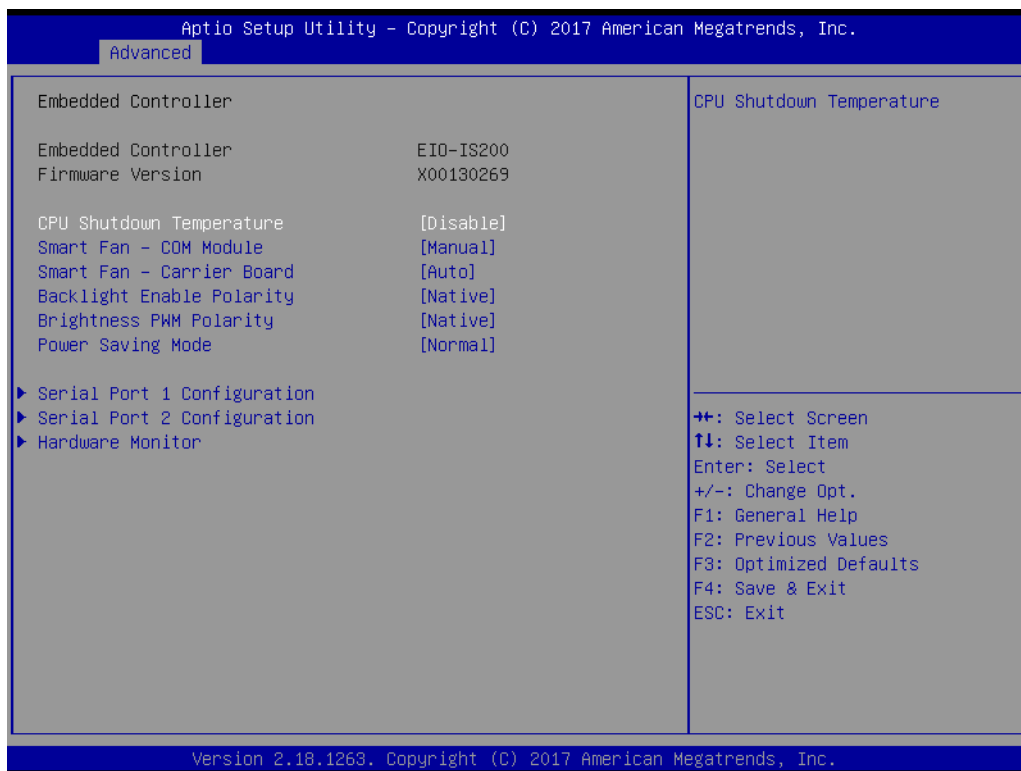 Aptio Setup Utility – Copyright (C) 2017 American Megatrends, Inc.
Advanced
Embedded Controller
Embedded Controller EIO-IS200
Firmware Version X00130269
CPU Shutdown Temperature [Disable]
Smart Fan – COM Module [Manual]
Smart Fan – Carrier Board [Auto]
Backlight Enable Polarity [Native]
Brightness PWM Polarity [Native]
Power Saving Mode [Normal]
▶ Serial Port 1 Configuration
▶ Serial Port 2 Configuration
▶ Hardware Monitor
CPU Shutdown Temperature
→←: Select Screen
↑↓: Select Item
Enter: Select
+/-: Change Opt.
F1: General Help
F2: Previous Values
F3: Optimized Defaults
F4: Save & Exit
ESC: Exit
Version 2.18.1263. Copyright (C) 2017 American Megatrends, Inc.